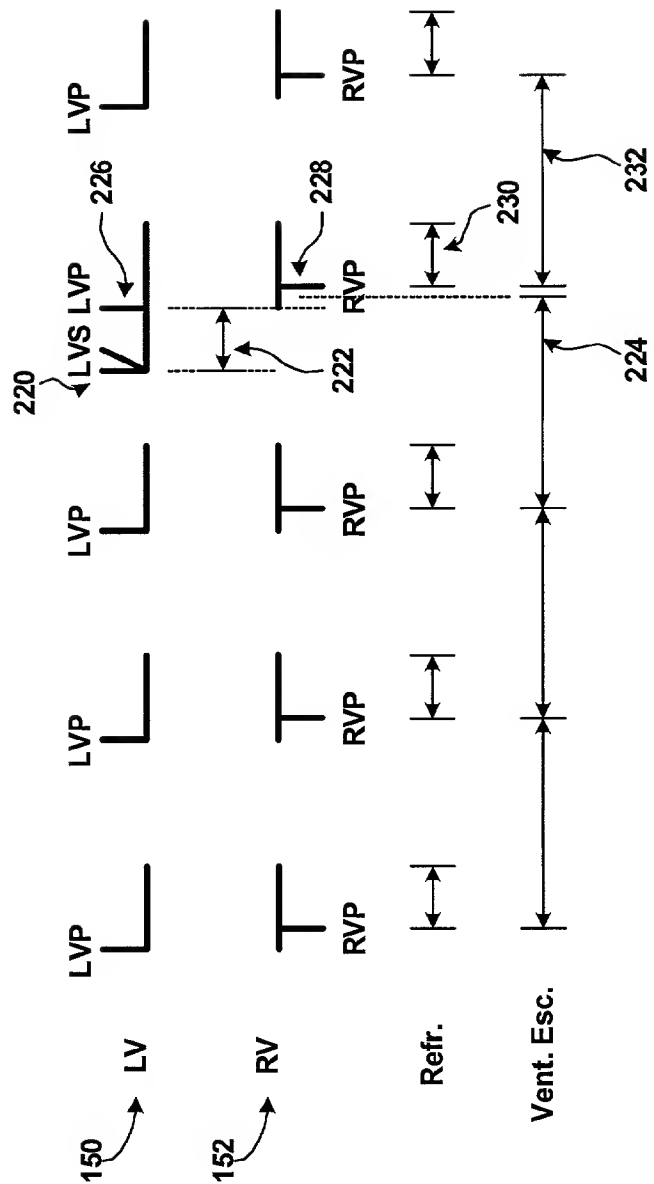 220
226
LVP LVP LVP LVS LVP LVP
150
LV
152
RV
228
RVP RVP RVP RVP RVP
222
Refr.
230
Vent. Esc.
224 232